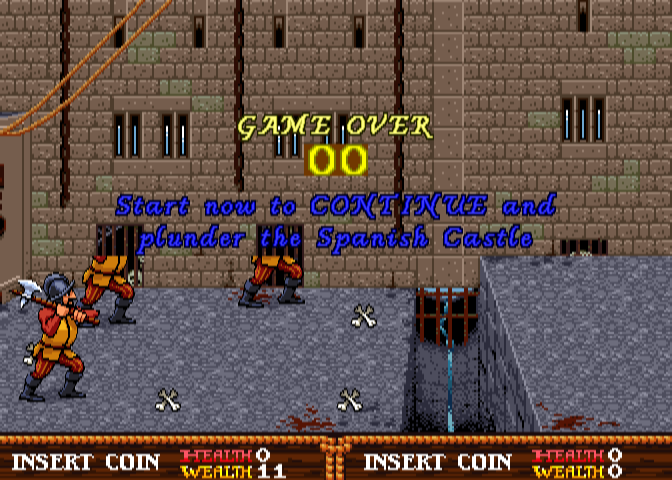 GAME OVER
00
Start now to CONTINUE and
plunder the Spanish Castle
INSERT COIN HEALTH 0 WEALTH 11
INSERT COIN HEALTH 0 WEALTH 0